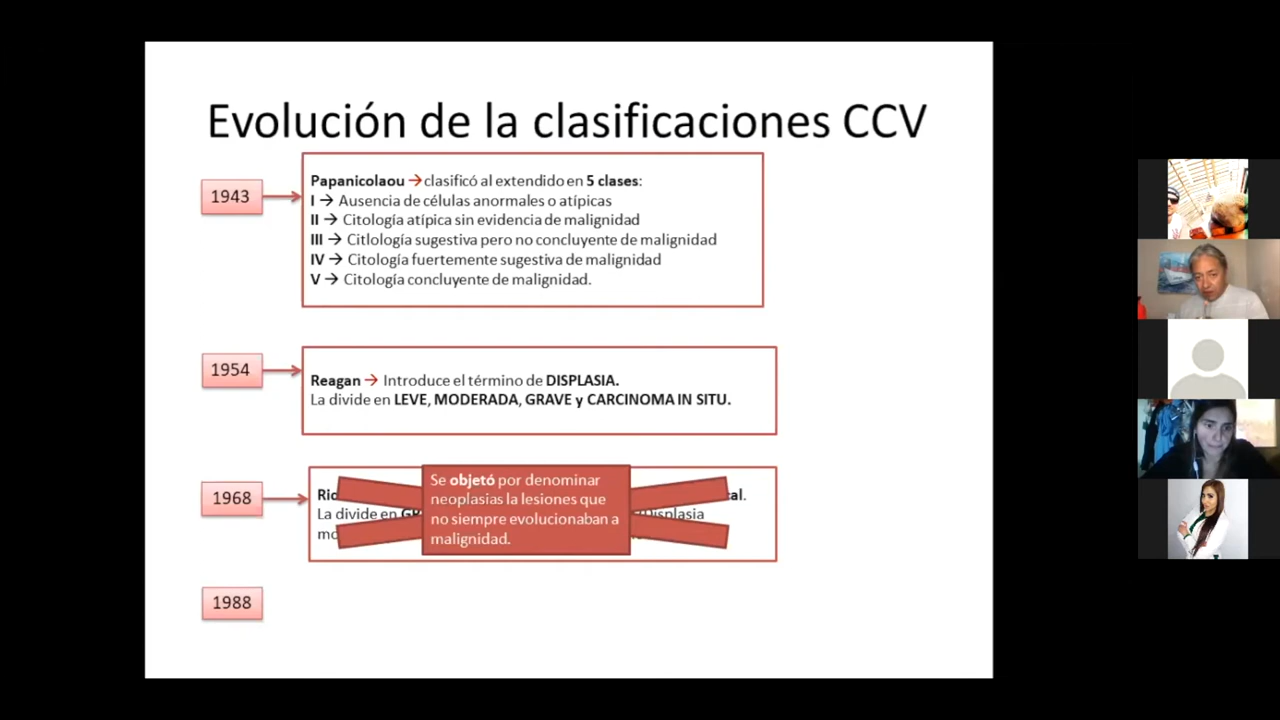 Evolución de la clasificaciones CCV
1943
Papanicolaou → clasificó al extendido en 5 clases:
I → Ausencia de células anormales o atípicas
II → Citología atípica sin evidencia de malignidad
III → Citlología sugestiva pero no concluyente de malignidad
IV → Citología fuertemente sugestiva de malignidad
V → Citología concluyente de malignidad.
1954
Reagan → Introduce el término de DISPLASIA.
La divide en LEVE, MODERADA, GRAVE y CARCINOMA IN SITU.
1968
La divide en
Displasia
Se objetó por denominar
neoplasias la lesiones que
no siempre evolucionaban a
malignidad.
1988